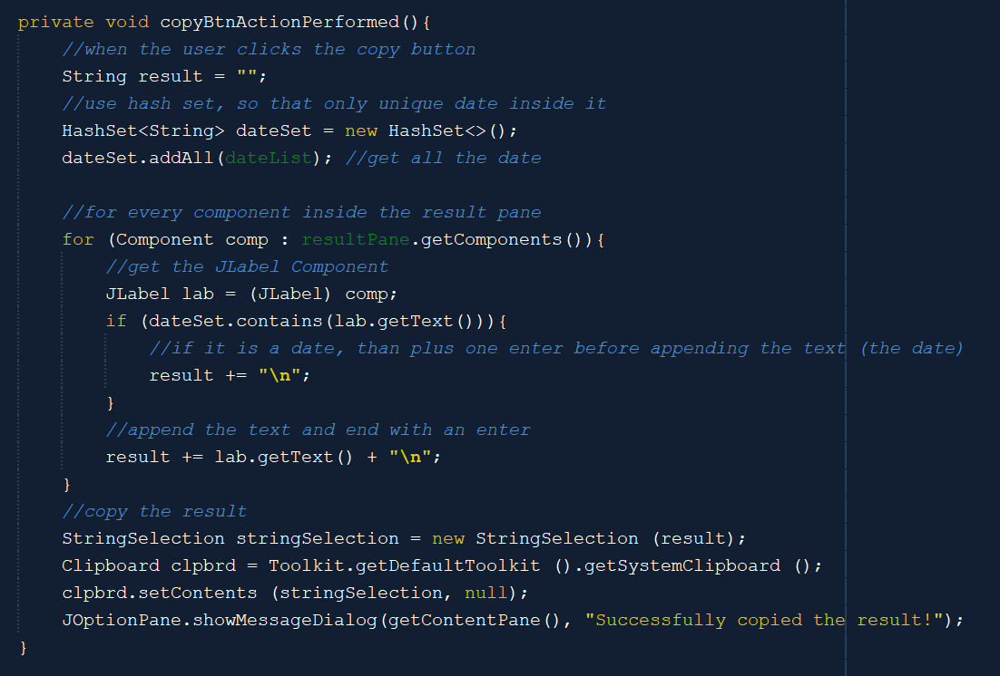 private void copyBtnActionPerformed(){
    //when the user clicks the copy button
    String result = "";
    //use hash set, so that only unique date inside it
    HashSet<String> dateSet = new HashSet<>();
    dateSet.addAll(dateList); //get all the date

    //for every component inside the result pane
    for (Component comp : resultPane.getComponents()){
        //get the JLabel Component
        JLabel lab = (JLabel) comp;
        if (dateSet.contains(lab.getText())){
            //if it is a date, than plus one enter before appending the text (the date)
            result += "\n";
        }
        //append the text and end with an enter
        result += lab.getText() + "\n";
    }
    //copy the result
    StringSelection stringSelection = new StringSelection (result);
    Clipboard clpbrd = Toolkit.getDefaultToolkit ().getSystemClipboard ();
    clpbrd.setContents (stringSelection, null);
    JOptionPane.showMessageDialog(getContentPane(), "Successfully copied the result!");
}